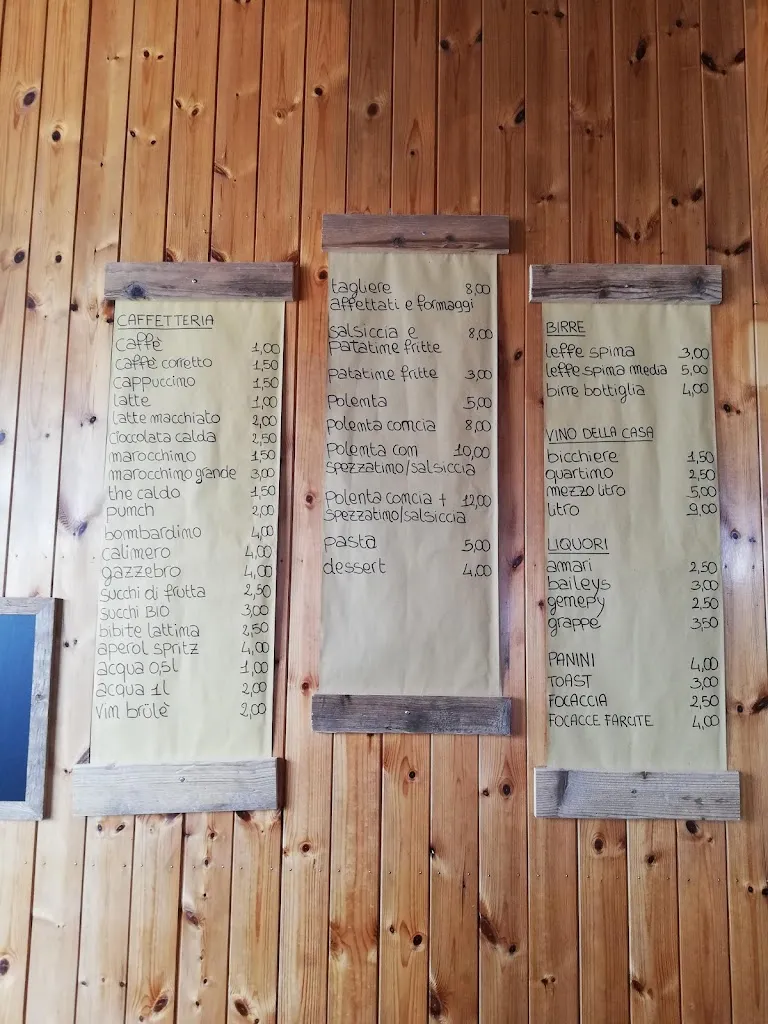 CAFFETTERIA
caffè 1,00
caffè corretto 1,50
cappuccino 1,50
latte 1,00
latte macchiato 2,00
cioccolata calda 2,50
marocchino 1,50
marocchino grande 3,00
the caldo 1,50
punch 2,00
bombardino 4,00
calimero 4,00
gazzebro 4,00
succhi di frutta 2,50
succhi BIO 3,00
bibite lattina 2,50
aperol spritz 4,00
acqua 0,5l 1,00
acqua 1l 2,00
vin brülè 2,00
tagliere 8,00
affettati e formaggi
salsiccia e 8,00
patatine fritte
patatine fritte 3,00
polenta 5,00
polenta concia 8,00
polenta con 10,00
spezzatino/salsiccia
polenta concia + 12,00
spezzatino/salsiccia
pasta 5,00
dessert 4,00
BIRRE
leffe spina 3,00
leffe spina media 5,00
birre bottiglia 4,00
VINO DELLA CASA
bicchiere 1,50
quartino 2,50
mezzo litro 5,00
litro 9,00
LIQUORI
amari 2,50
baileys 3,00
genepy 2,50
grappe 3,50
PANINI 4,00
TOAST 3,00
FOCACCIA 2,50
FOCACCE FARCITE 4,00